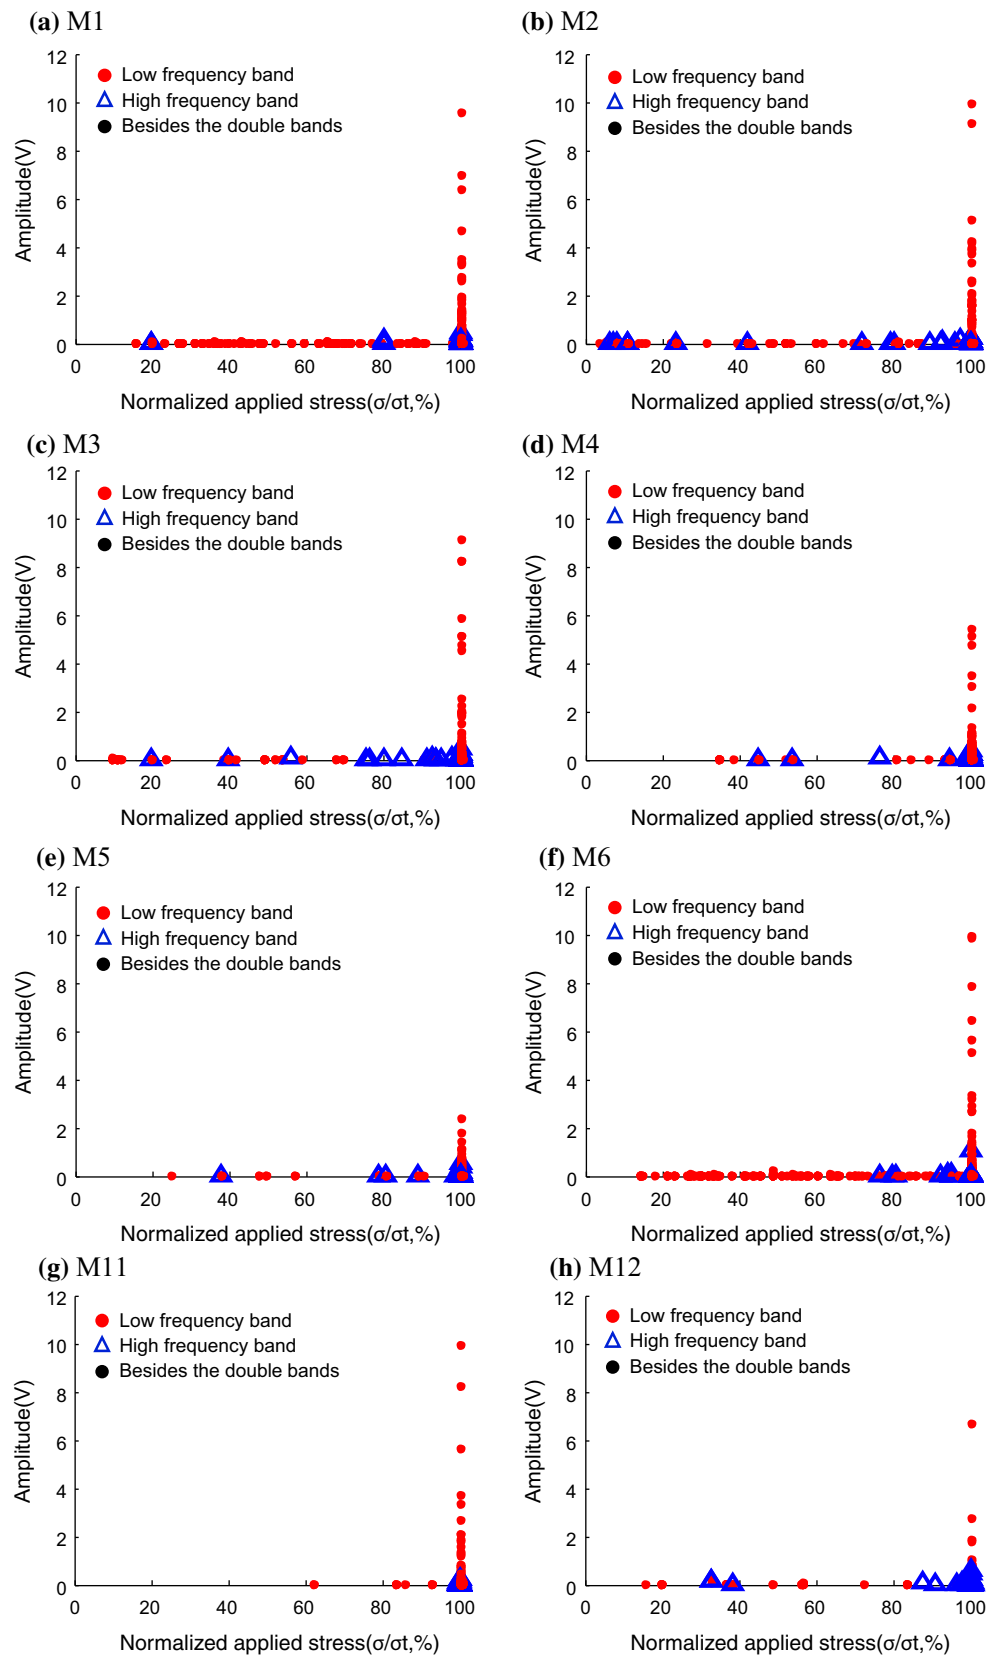 (a) M1
12
10
8
6
4
2
0
Amplitude(V)
Low frequency band
High frequency band
Besides the double bands
0 20 40 60 80 100
Normalized applied stress(σ/σt,%)
(b) M2
12
10
8
6
4
2
0
Amplitude(V)
Low frequency band
High frequency band
Besides the double bands
0 20 40 60 80 100
Normalized applied stress(σ/σt,%)
(c) M3
12
10
8
6
4
2
0
Amplitude(V)
Low frequency band
High frequency band
Besides the double bands
0 20 40 60 80 100
Normalized applied stress(σ/σt,%)
(d) M4
12
10
8
6
4
2
0
Amplitude(V)
Low frequency band
High frequency band
Besides the double bands
0 20 40 60 80 100
Normalized applied stress(σ/σt,%)
(e) M5
12
10
8
6
4
2
0
Amplitude(V)
Low frequency band
High frequency band
Besides the double bands
0 20 40 60 80 100
Normalized applied stress(σ/σt,%)
(f) M6
12
10
8
6
4
2
0
Amplitude(V)
Low frequency band
High frequency band
Besides the double bands
0 20 40 60 80 100
Normalized applied stress(σ/σt,%)
(g) M11
12
10
8
6
4
2
0
Amplitude(V)
Low frequency band
High frequency band
Besides the double bands
0 20 40 60 80 100
Normalized applied stress(σ/σt,%)
(h) M12
12
10
8
6
4
2
0
Amplitude(V)
Low frequency band
High frequency band
Besides the double bands
0 20 40 60 80 100
Normalized applied stress(σ/σt,%)